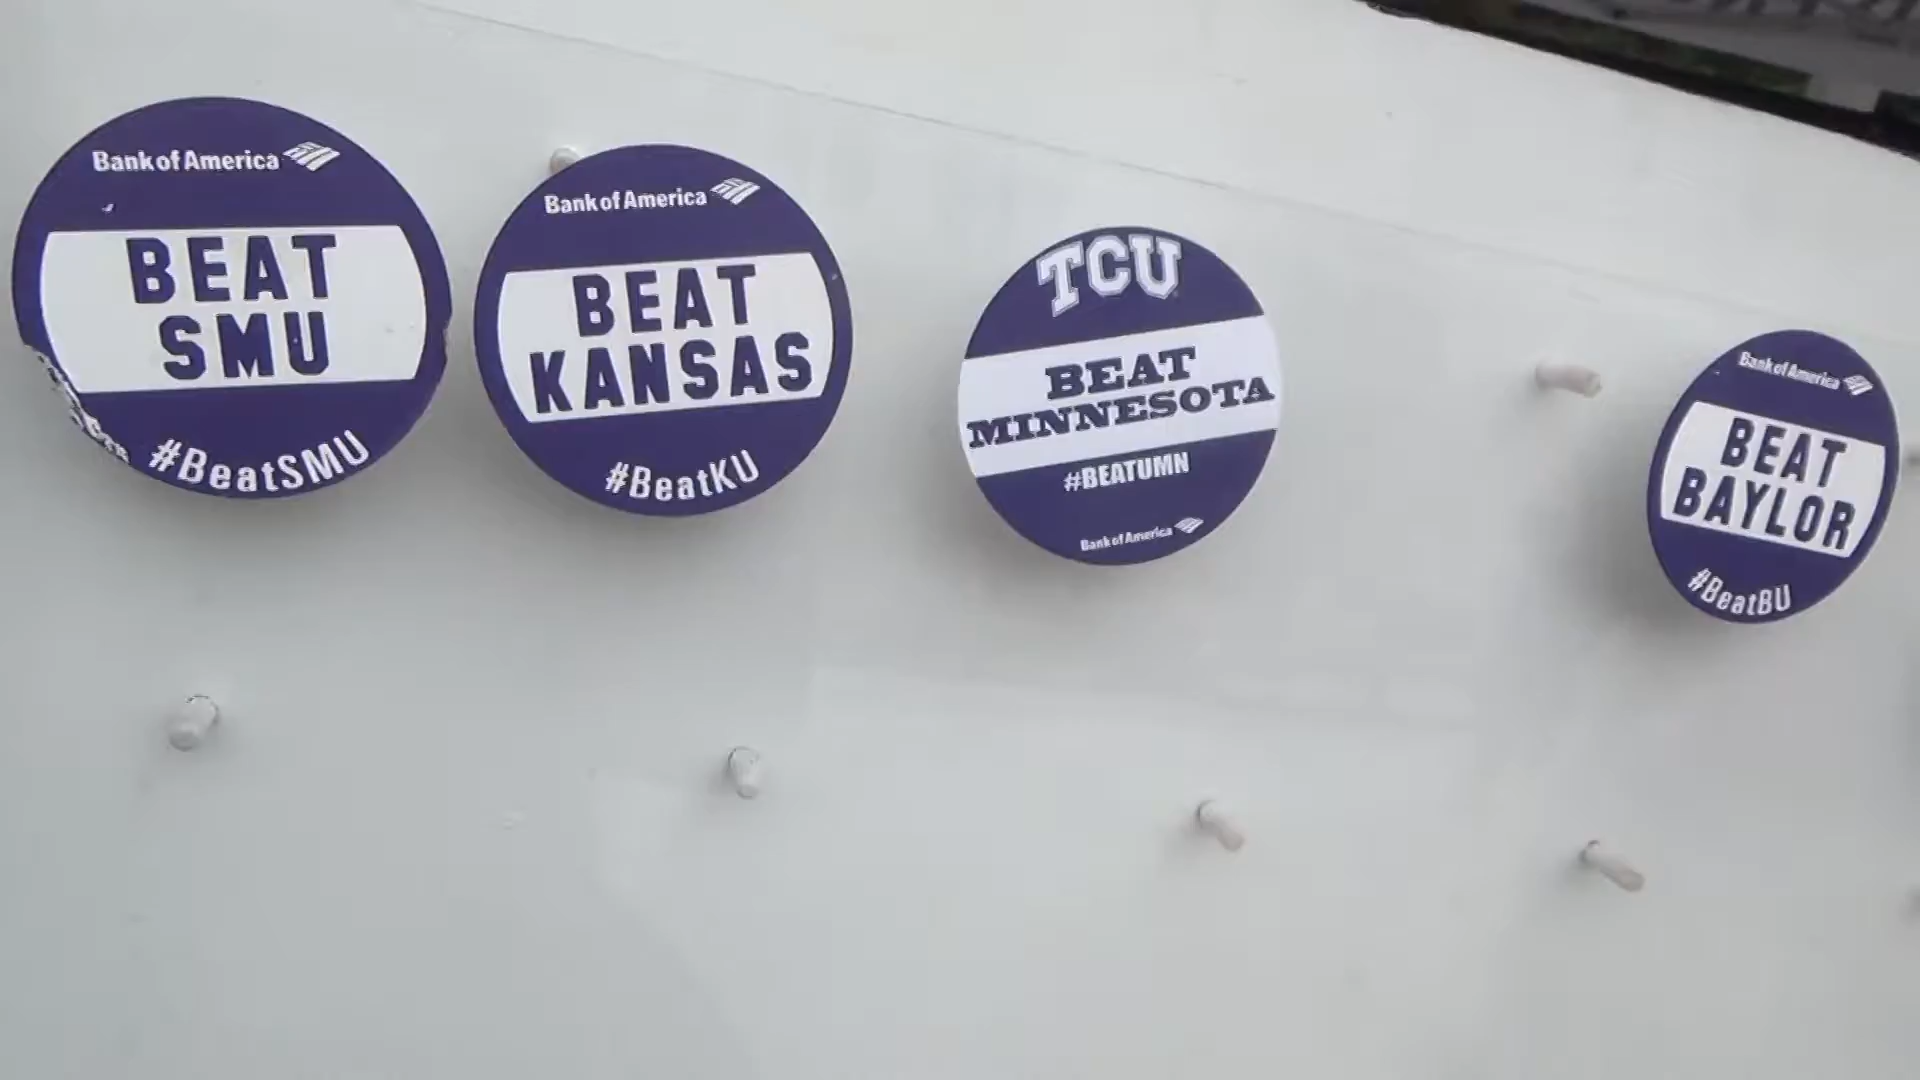 Bank of America
BEAT
SMU
#BeatSMU
Bank of America
BEAT
KANSAS
#BeatKU
TCU
BEAT
MINNESOTA
#BEATUMN
Bank of America
Bank of America
BEAT
BAYLOR
#BeatBU